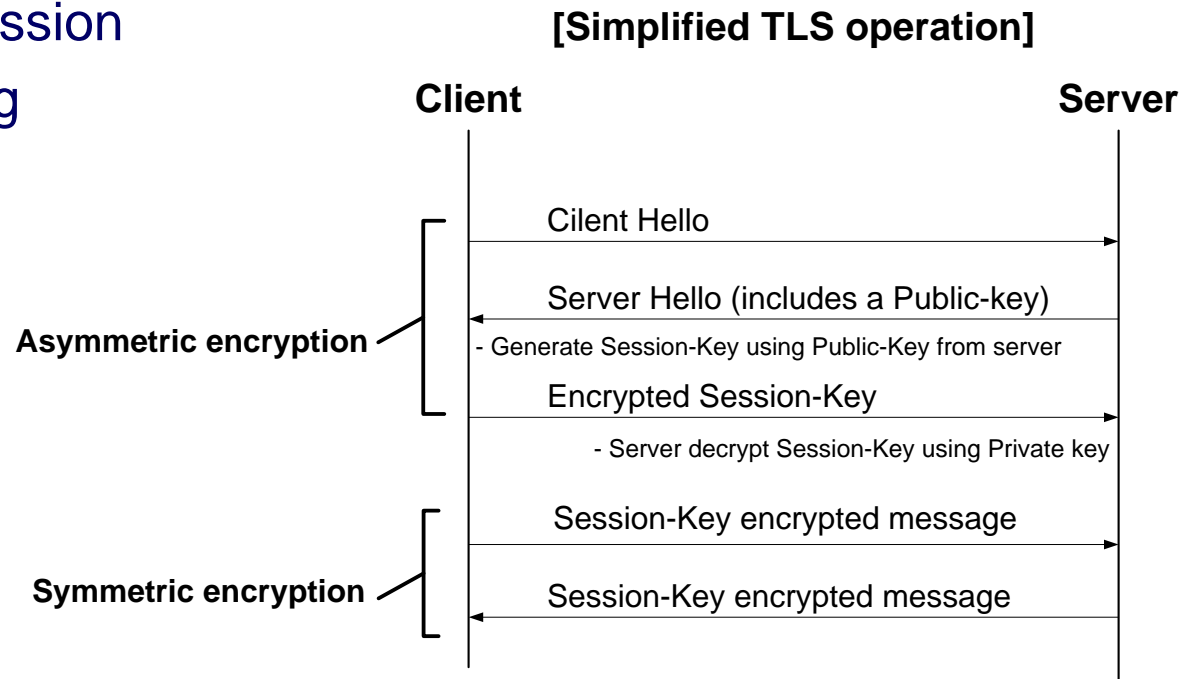 ssion
g
[Simplified TLS operation]
Client
Server
Cilent Hello
Server Hello (includes a Public-key)
Asymmetric encryption
- Generate Session-Key using Public-Key from server
Encrypted Session-Key
- Server decrypt Session-Key using Private key
Session-Key encrypted message
Symmetric encryption
Session-Key encrypted message